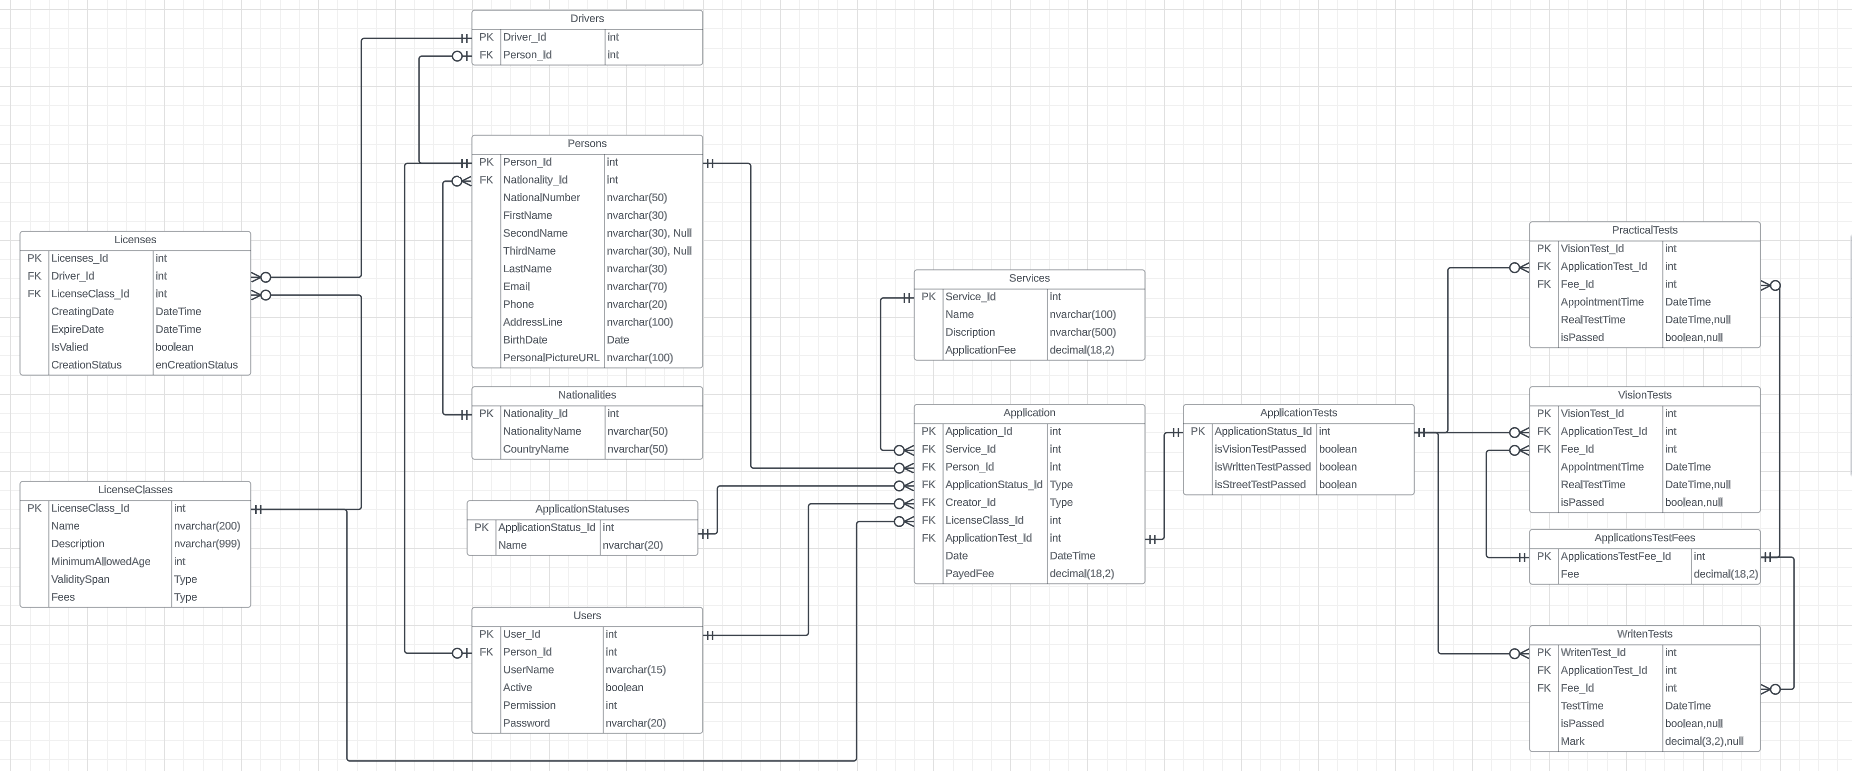 Drivers
PK Driver_Id int
FK Person_Id int
Persons
PK Person_Id int
FK Nationality_Id int
NationalNumber nvarchar(50)
FirstName nvarchar(30)
SecondName nvarchar(30), Null
ThirdName nvarchar(30), Null
LastName nvarchar(30)
Email nvarchar(70)
Phone nvarchar(20)
AddressLine nvarchar(100)
BirthDate Date
PersonalPictureURL nvarchar(100)
Licenses
PK Licenses_Id int
FK Driver_Id int
FK LicenseClass_Id int
CreatingDate DateTime
ExpireDate DateTime
IsValied boolean
CreationStatus enCreationStatus
Nationalities
PK Nationality_Id int
NationalityName nvarchar(50)
CountryName nvarchar(50)
LicenseClasses
PK LicenseClass_Id int
Name nvarchar(200)
Description nvarchar(999)
MinimumAllowedAge int
ValiditySpan Type
Fees Type
ApplicationStatuses
PK ApplicationStatus_Id int
Name nvarchar(20)
Users
PK User_Id int
FK Person_Id int
UserName nvarchar(15)
Active boolean
Permission int
Password nvarchar(20)
Services
PK Service_Id int
Name nvarchar(100)
Discription nvarchar(500)
ApplicationFee decimal(18,2)
Application
PK Application_Id int
FK Service_Id int
FK Person_Id int
FK ApplicationStatus_Id Type
FK Creator_Id Type
FK LicenseClass_Id int
FK ApplicationTest_Id int
Date DateTime
PayedFee decimal(18,2)
ApplicationTests
PK ApplicationStatus_Id int
isVisionTestPassed boolean
isWrittenTestPassed boolean
isStreetTestPassed boolean
PracticalTests
PK VisionTest_Id int
FK ApplicationTest_Id int
FK Fee_Id int
AppointmentTime DateTime
RealTestTime DateTime,null
isPassed boolean,null
VisionTests
PK VisionTest_Id int
FK ApplicationTest_Id int
FK Fee_Id int
AppointmentTime DateTime
RealTestTime DateTime,null
isPassed boolean,null
ApplicationsTestFees
PK ApplicationsTestFee_Id int
Fee decimal(18,2)
WritenTests
PK WritenTest_Id int
FK ApplicationTest_Id int
FK Fee_Id int
TestTime DateTime
isPassed boolean,null
Mark decimal(3,2),null